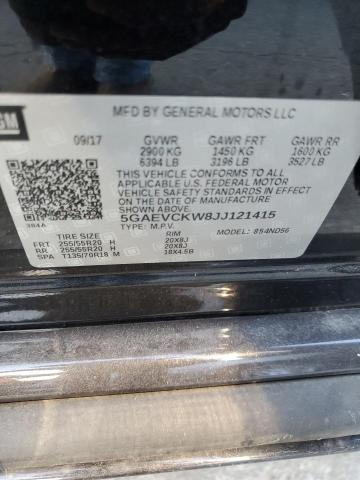 GM
MFD BY GENERAL MOTORS LLC
09/17 GVWR GAWR FRT GAWR RR
2900 KG 1450 KG 1600 KG
6394 LB 3196 LB 3527 LB
THIS VEHICLE CONFORMS TO ALL
APPLICABLE U.S. FEDERAL MOTOR
VEHICLE SAFETY STANDARDS IN EFFECT
ON THE DATE OF MANUFACTURE
SHOWN ABOVE.
5GAEVCKW8JJ121415
384A TYPE: M.P.V. MODEL: 854ND56
TIRE SIZE RIM
FRT 255/55R20 H 20X8J
RR 255/55R20 H 20X8J
SPA T135/70R18 M 18X4.5B